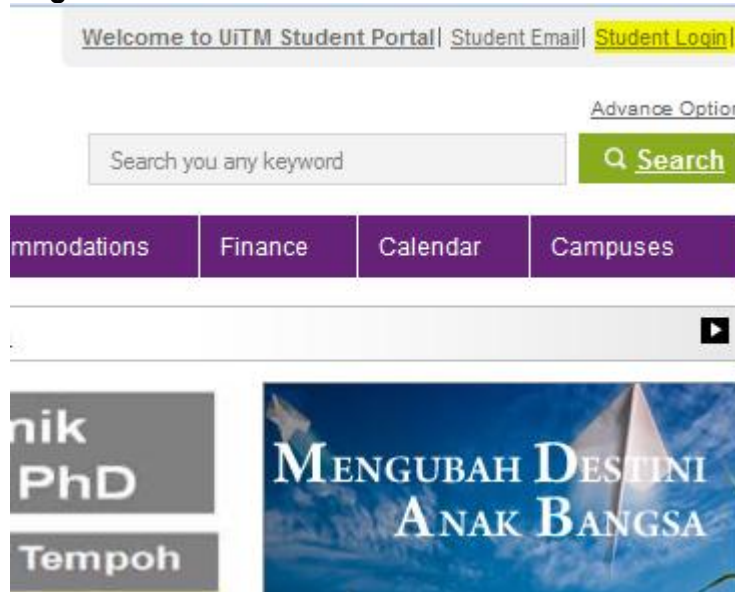 Welcome to UiTM Student Portal| Student Email| Student Login|
Advance Option
Search you any keyword
Search
mmodations Finance Calendar Campuses
nik
PhD
Tempoh
MENGUBAH DESTINI
ANAK BANGSA